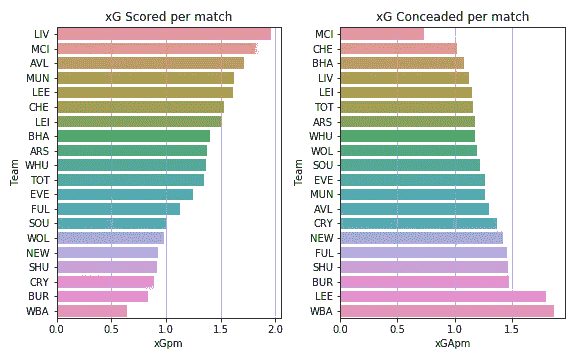 xG Scored per match
LIV
MCI
AVL
MUN
LEE
CHE
LEI
BHA
ARS
WHU
TOT
EVE
FUL
SOU
WOL
NEW
SHU
CRY
BUR
WBA
Team
0.0 0.5 1.0 1.5 2.0
xGpm
xG Conceaded per match
MCI
CHE
BHA
LIV
LEI
TOT
ARS
WHU
WOL
SOU
EVE
MUN
AVL
CRY
NEW
FUL
SHU
BUR
LEE
WBA
Team
0.0 0.5 1.0 1.5
xGApm